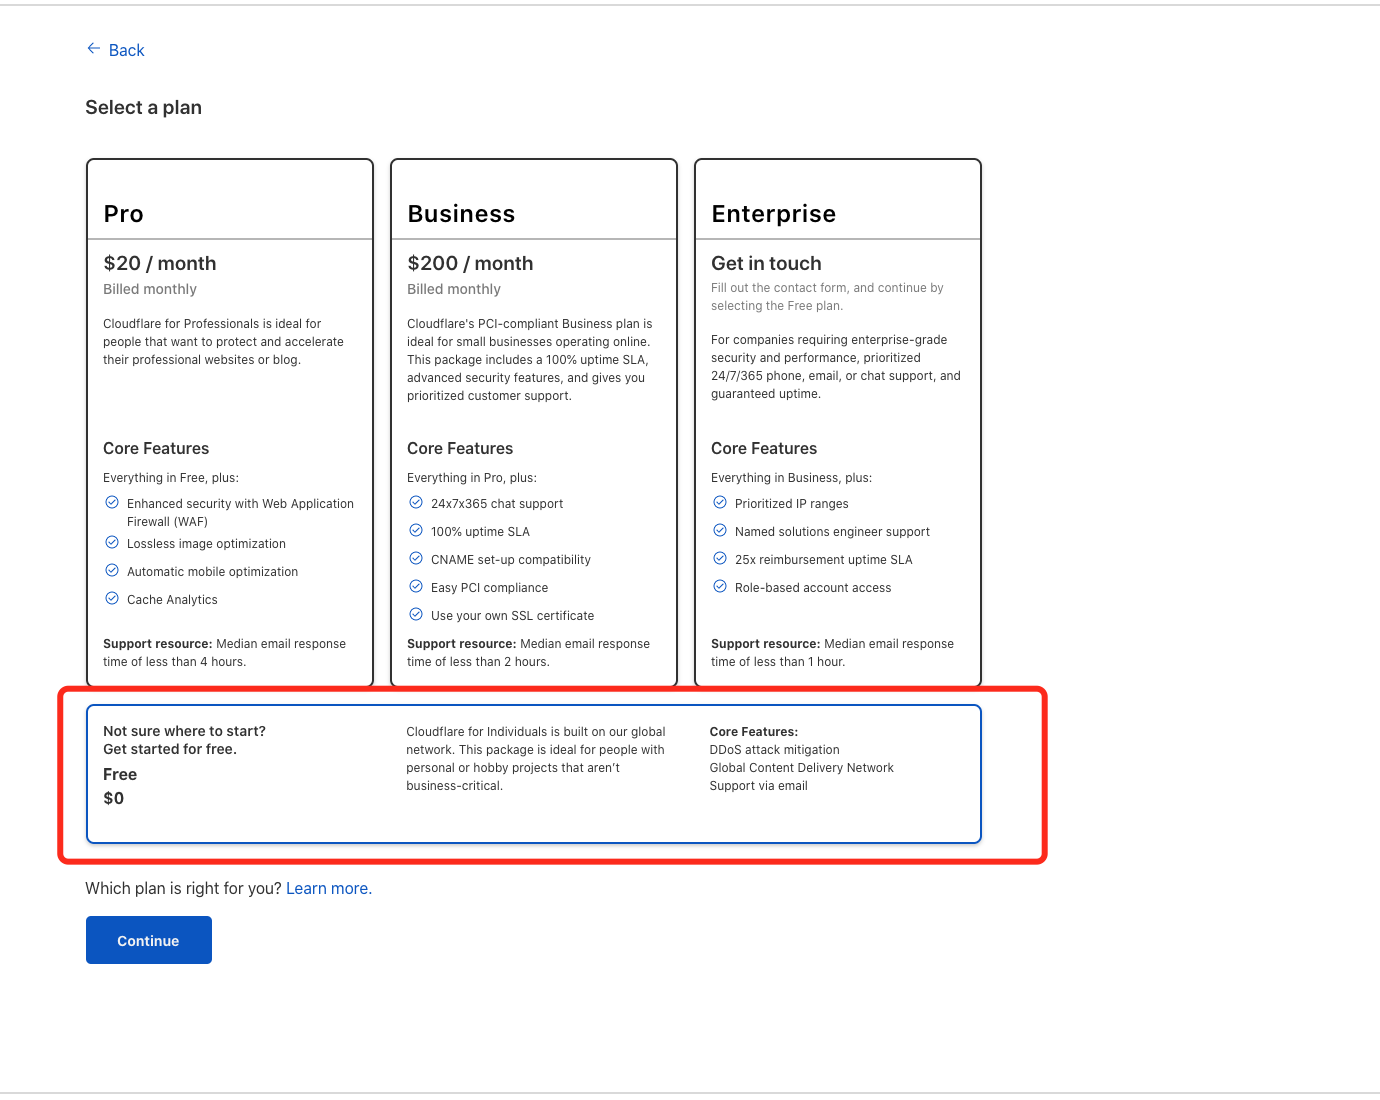 Back
Select a plan
Pro
$20 / month
Billed monthly
Cloudflare for Professionals is ideal for
people that want to protect and accelerate
their professional websites or blog.
Core Features
Everything in Free, plus:
Enhanced security with Web Application
Firewall (WAF)
Lossless image optimization
Automatic mobile optimization
Cache Analytics
Support resource: Median email response
time of less than 4 hours.
Business
$200 / month
Billed monthly
Cloudflare's PCI-compliant Business plan is
ideal for small businesses operating online.
This package includes a 100% uptime SLA,
advanced security features, and gives you
prioritized customer support.
Core Features
Everything in Pro, plus:
24x7x365 chat support
100% uptime SLA
CNAME set-up compatibility
Easy PCI compliance
Use your own SSL certificate
Support resource: Median email response
time of less than 2 hours.
Enterprise
Get in touch
Fill out the contact form, and continue by
selecting the Free plan.
For companies requiring enterprise-grade
security and performance, prioritized
24/7/365 phone, email, or chat support, and
guaranteed uptime.
Core Features
Everything in Business, plus:
Prioritized IP ranges
Named solutions engineer support
25x reimbursement uptime SLA
Role-based account access
Support resource: Median email response
time of less than 1 hour.
Not sure where to start?
Get started for free.
Free
$0
Cloudflare for Individuals is built on our global
network. This package is ideal for people with
personal or hobby projects that aren’t
business-critical.
Core Features:
DDoS attack mitigation
Global Content Delivery Network
Support via email
Which plan is right for you? Learn more.
Continue